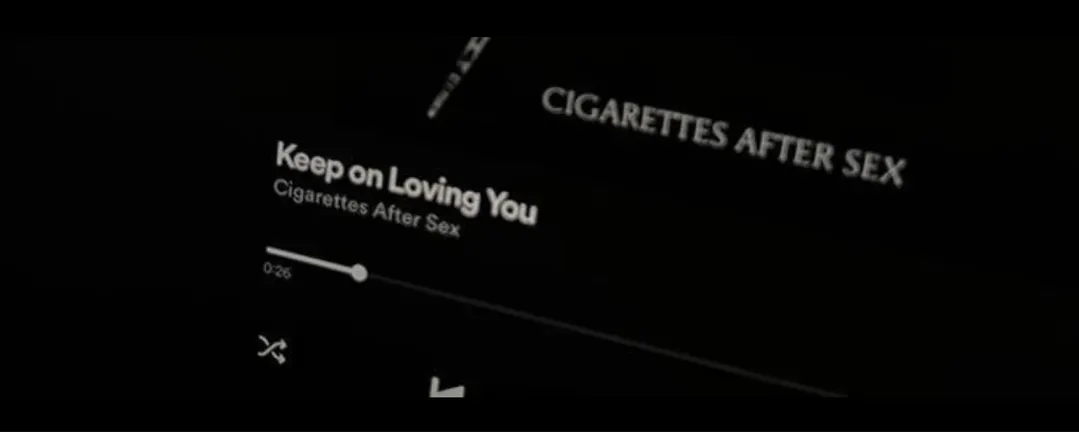 CIGARETTES AFTER SEX
Keep on Loving You
Cigarettes After Sex
0:26